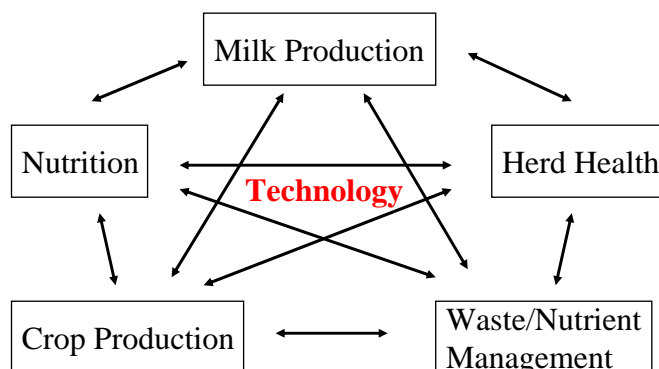 Milk Production
Nutrition
Herd Health
Technology
Crop Production
Waste/Nutrient
Management